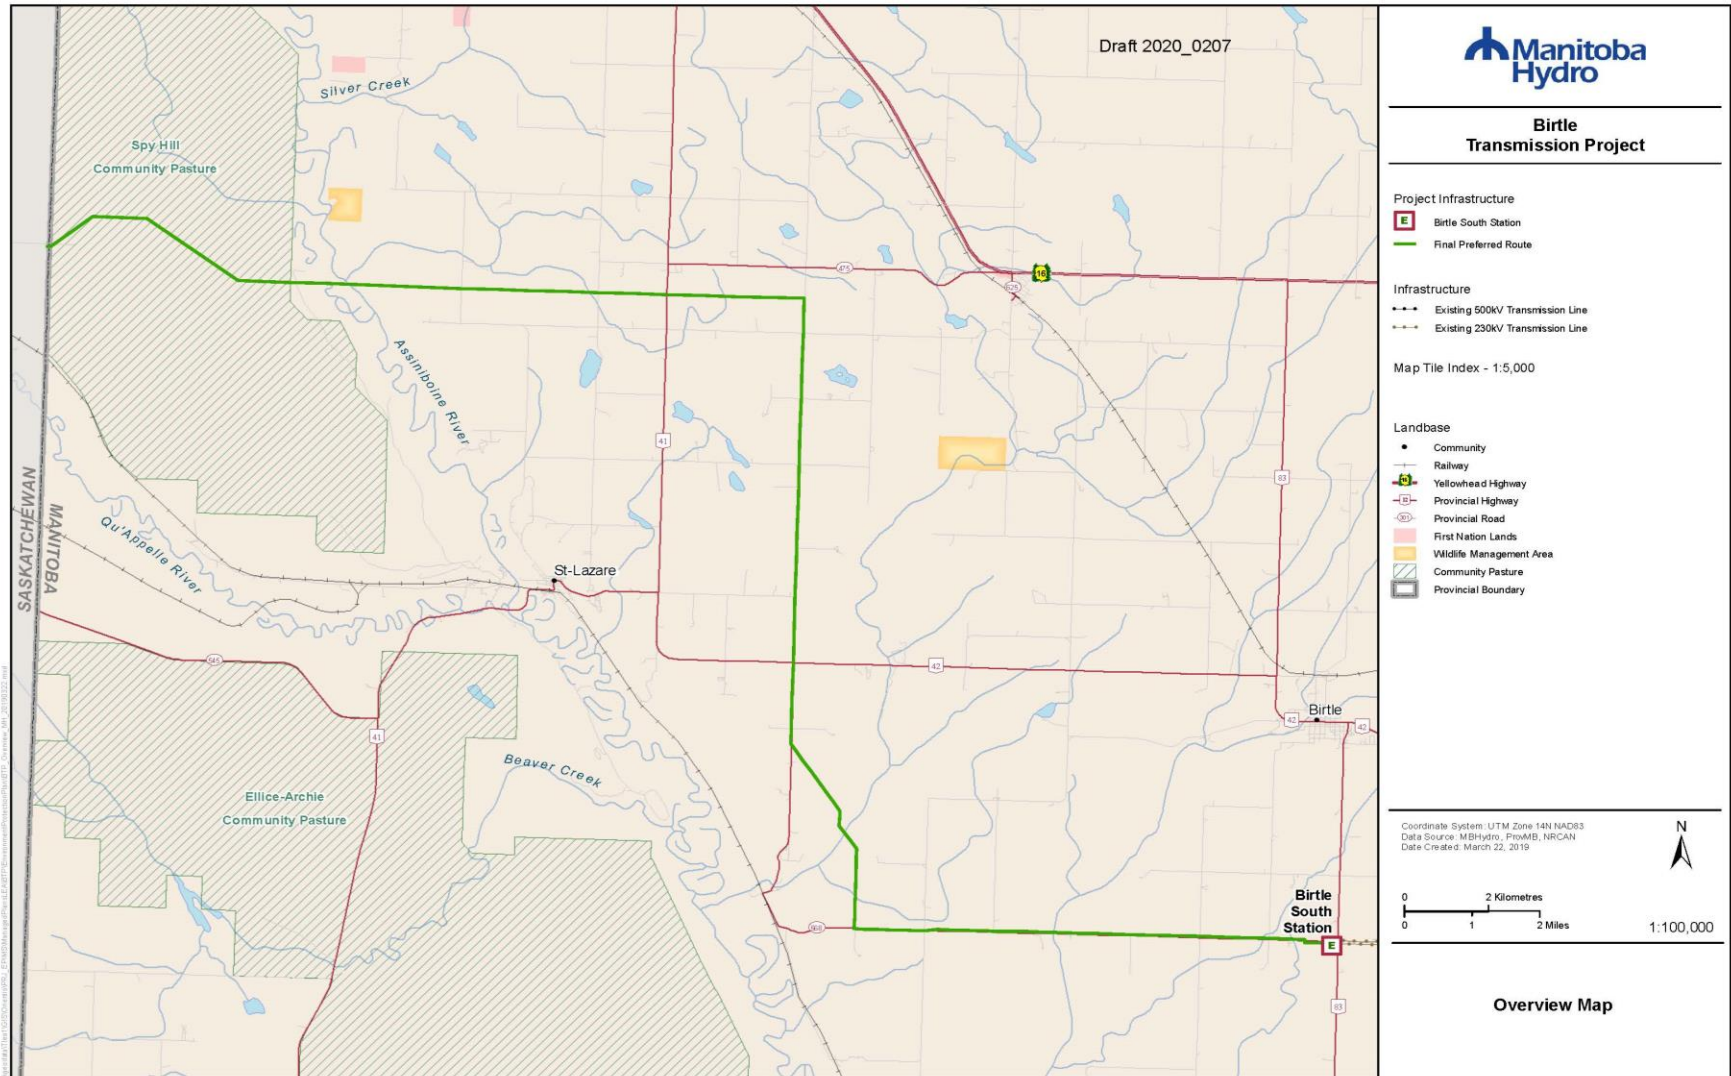 Draft 2020_0207
Silver Creek
Spy Hill
Community Pasture
475
16
Assiniboine River
41
83
SASKATCHEWAN
MANITOBA
Qu'Appelle River
St-Lazare
42
Birtle
42
42
41
Beaver Creek
Ellice-Archie
Community Pasture
Birtle
South
Station
E
83
Manitoba
Hydro
Birtle
Transmission Project
Project Infrastructure
E
Birtle South Station
Final Preferred Route
Infrastructure
Existing 500kV Transmission Line
Existing 230kV Transmission Line
Map Tile Index - 1:5,000
Landbase
Community
Railway
Yellowhead Highway
Provincial Highway
Provincial Road
First Nation Lands
Wildlife Management Area
Community Pasture
Provincial Boundary
Coordinate System: UTM Zone 14N NAD83
Data Source: MBHydro, ProvMB, NRCAN
Date Created: March 22, 2019
N
0 2 Kilometres
0 1 2 Miles
1:100,000
Overview Map